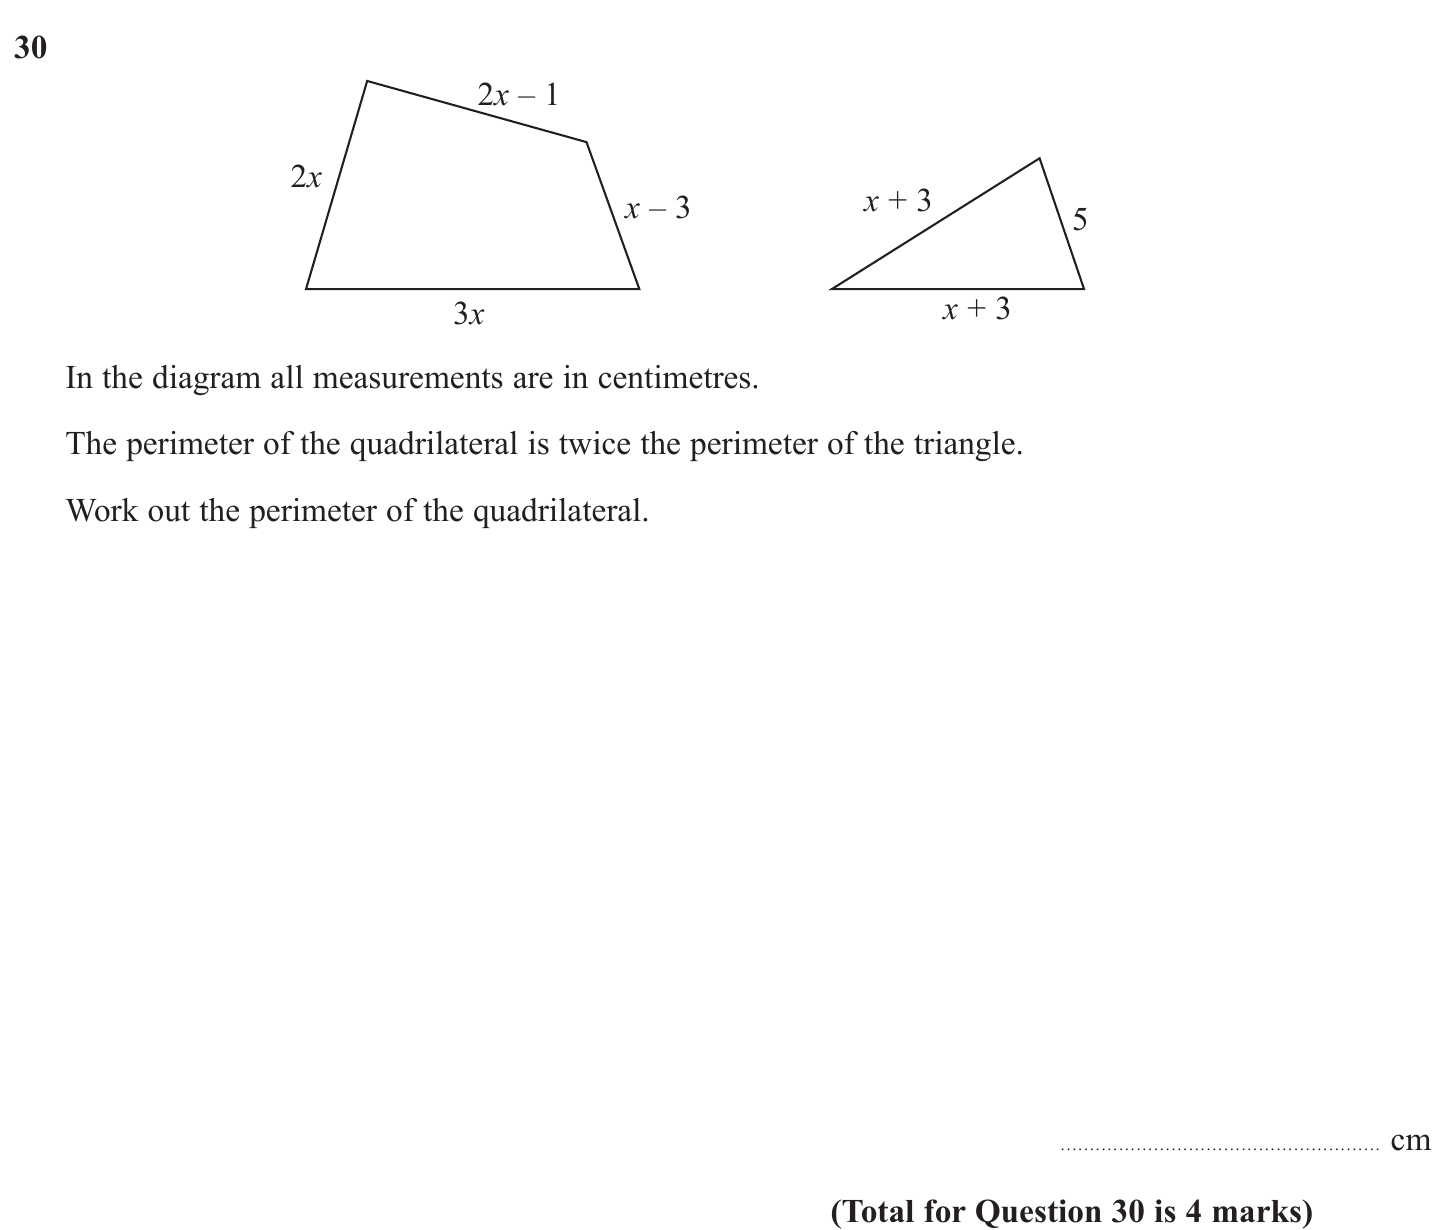 30
2x – 1
2x
x – 3
3x
x + 3
5
x + 3
In the diagram all measurements are in centimetres.
The perimeter of the quadrilateral is twice the perimeter of the triangle.
Work out the perimeter of the quadrilateral.
...................................................... cm
(Total for Question 30 is 4 marks)